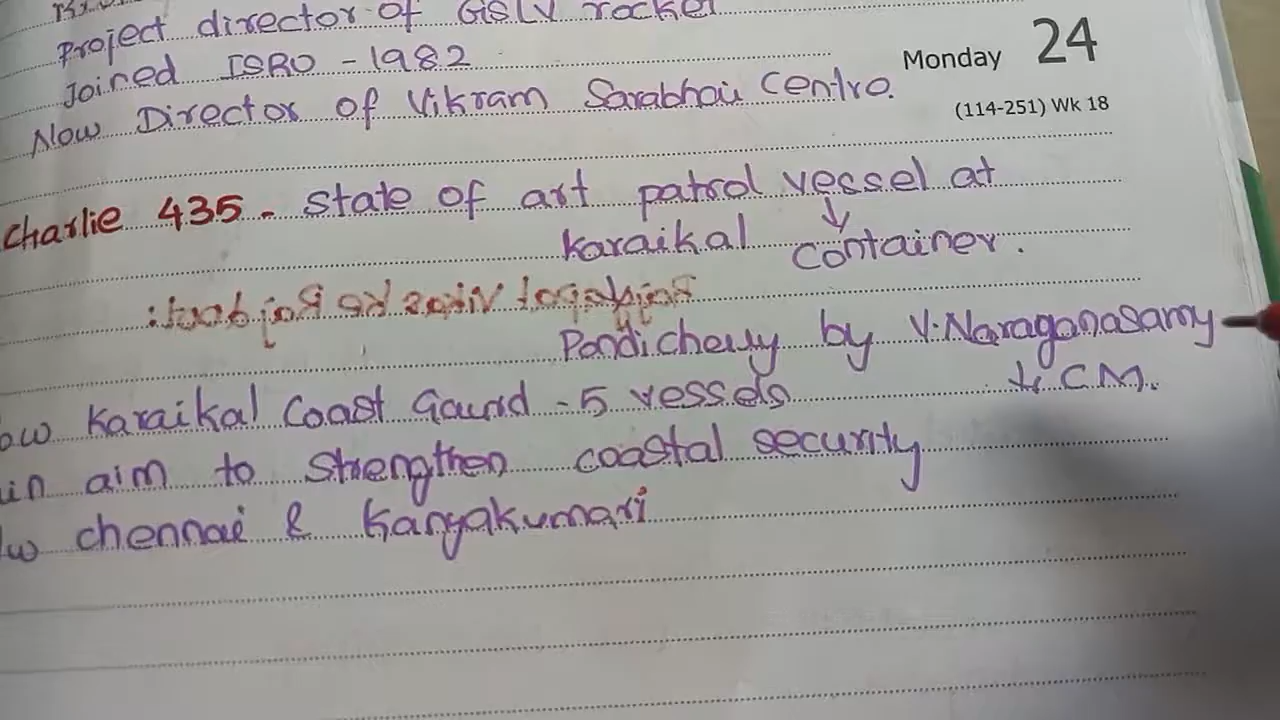 Project director of GSLV rocket
Joined ISRO - 1982
Monday 24
Now Director of Vikram Sarabhai Centre.
(114-251) Wk 18
Charlie 435. State of art patrol vessel at
Karaikal container.
Pondicherry by V. Narayanasamy
C.M.
Karaikal Coast Gaurd - 5 vessels
aim to strengthen coastal security
chennai & Kanyakumari